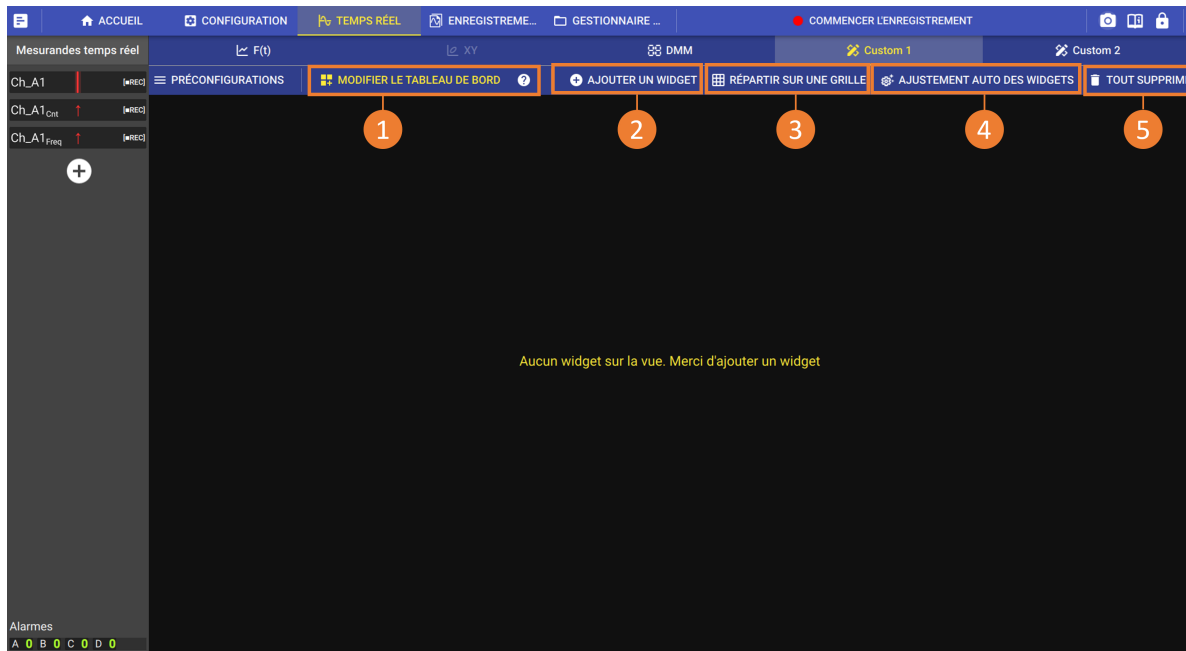 ACCUEIL CONFIGURATION TEMPS RÉEL ENREGISTREME... GESTIONNAIRE ... COMMENCER L'ENREGISTREMENT
Mesurandes temps réel F(t) XY DMM Custom 1 Custom 2
PRÉCONFIGURATIONS MODIFIER LE TABLEAU DE BORD ? AJOUTER UN WIDGET RÉPARTIR SUR UNE GRILLE AJUSTEMENT AUTO DES WIDGETS TOUT SUPPRIM
Ch_A1 [■REC]
Ch_A1Cnt ↑ [■REC]
Ch_A1Freq ↑ [■REC]
1 2 3 4 5
Aucun widget sur la vue. Merci d'ajouter un widget
Alarmes
A 0 B 0 C 0 D 0